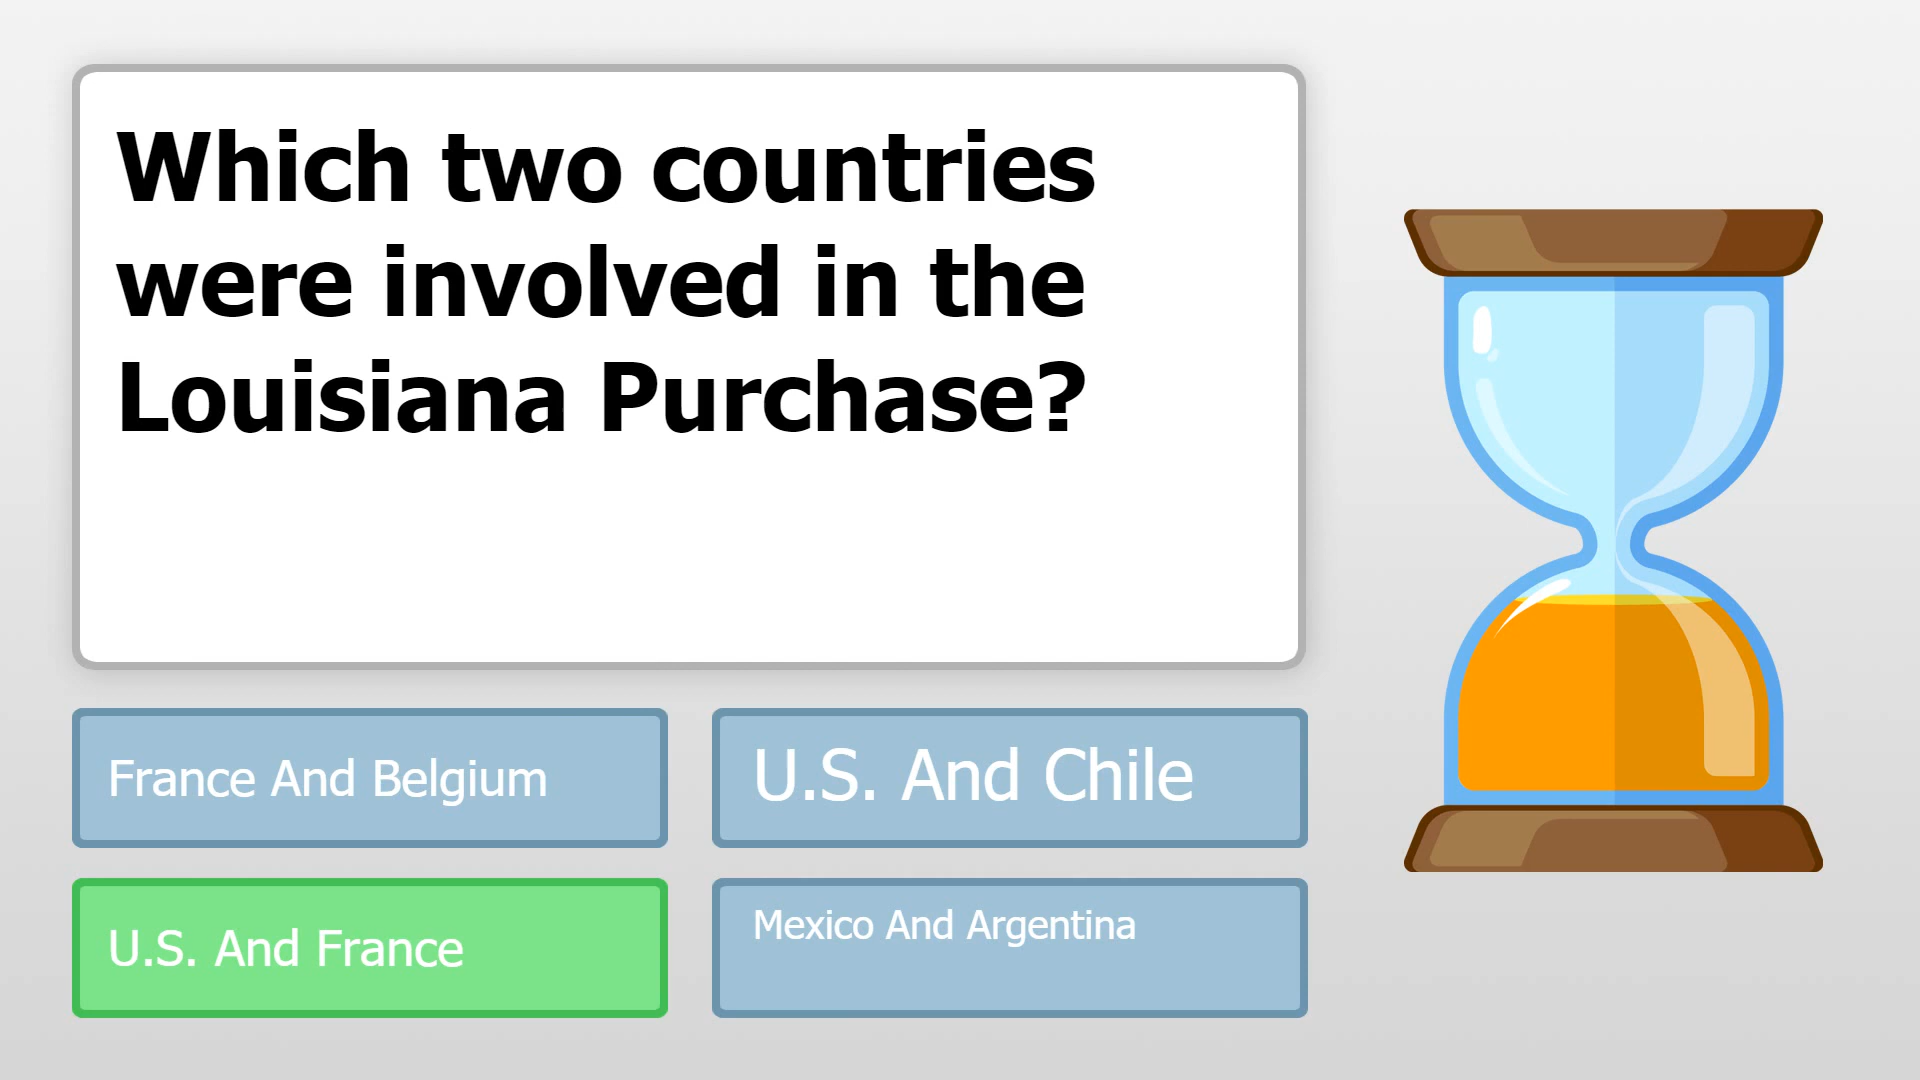 Which two countries
were involved in the
Louisiana Purchase?
France And Belgium
U.S. And Chile
U.S. And France
Mexico And Argentina